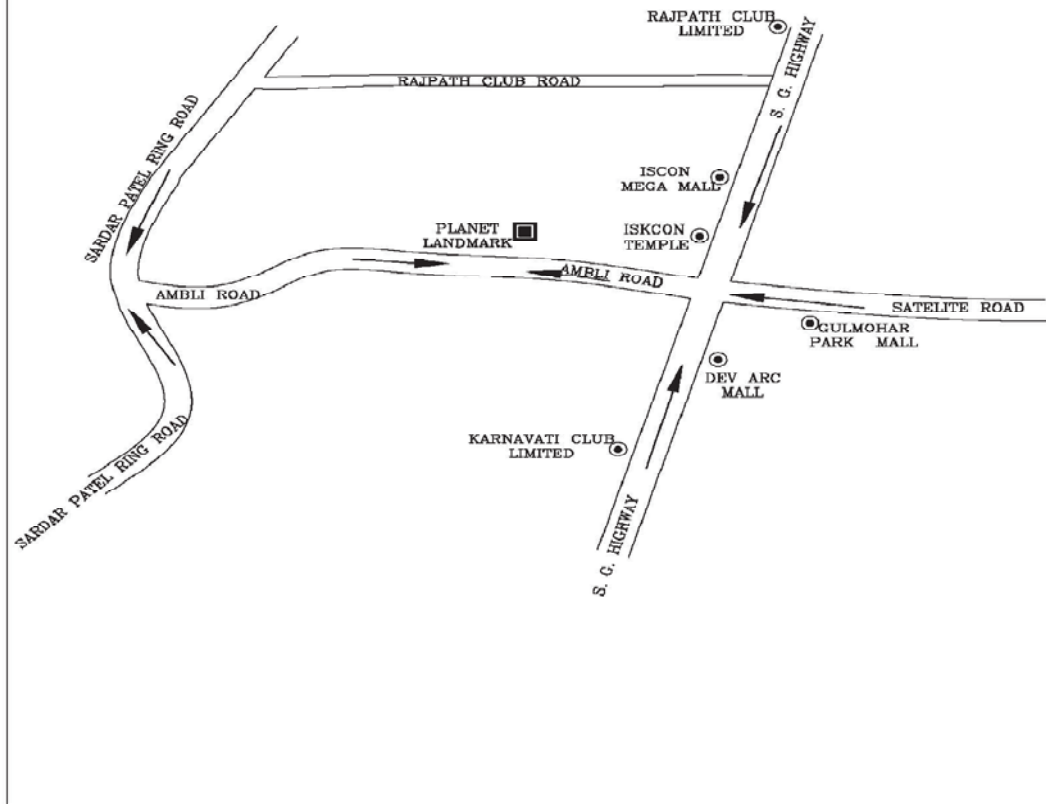 RAJPATH CLUB
LIMITED
S. G. HIGHWAY
RAJPATH CLUB ROAD
SARDAR PATEL RING ROAD
ISCON
MEGA MALL
PLANET
LANDMARK
ISKCON
TEMPLE
AMBLI ROAD
AMBLI ROAD
SATELITE ROAD
GULMOHAR
PARK MALL
DEV ARC
MALL
KARNAVATI CLUB
LIMITED
SARDAR PATEL RING ROAD
S. G. HIGHWAY